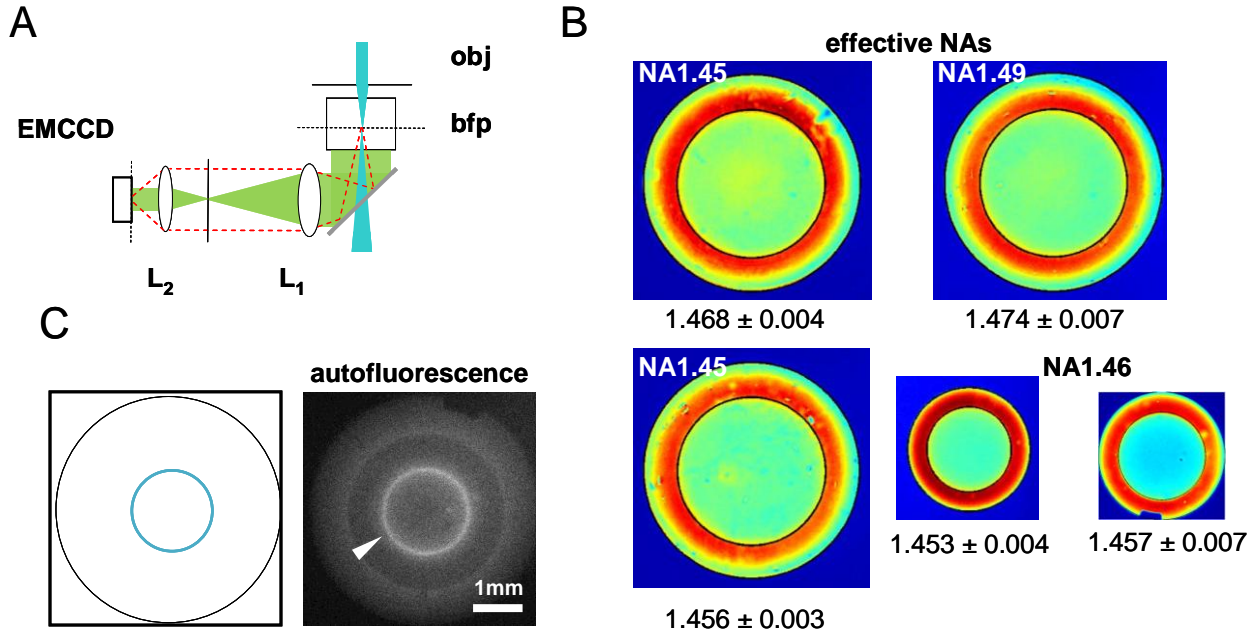 A
obj
bfp
EMCCD
L2
L1
B
effective NAs
NA1.45
NA1.49
1.468 ± 0.004
1.474 ± 0.007
NA1.45
NA1.46
1.453 ± 0.004
1.457 ± 0.007
1.456 ± 0.003
C
autofluorescence
1mm